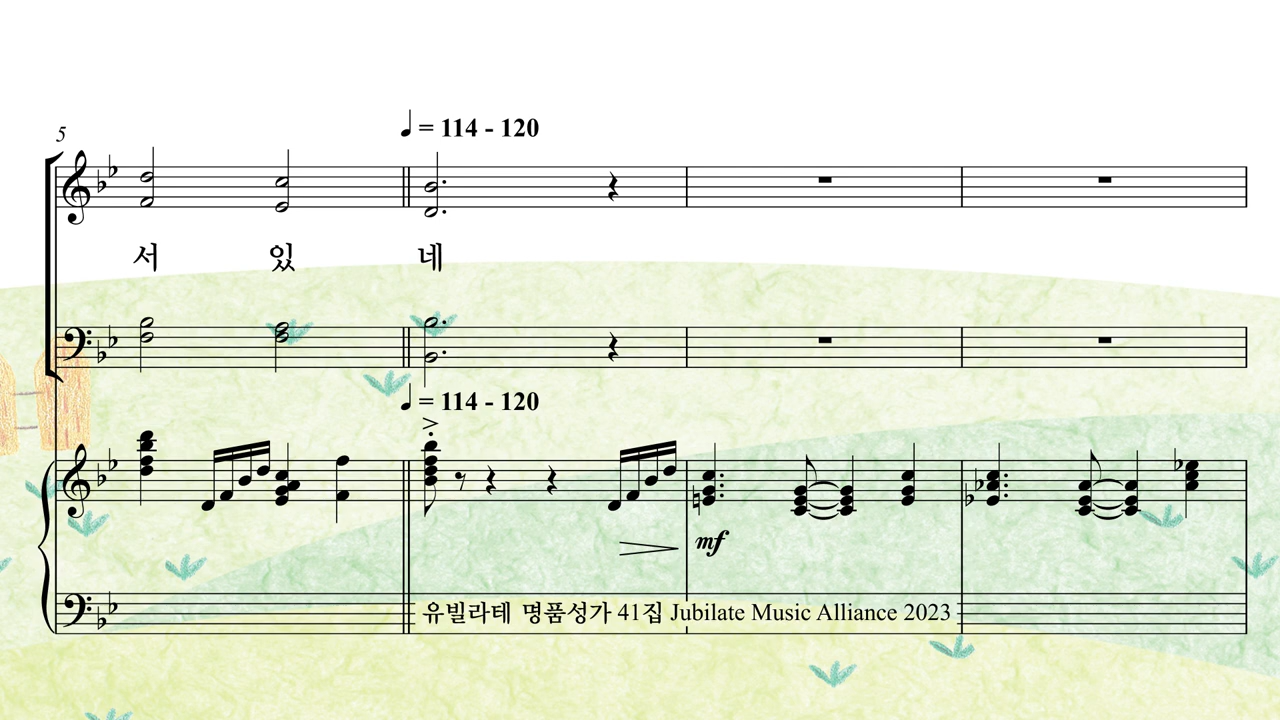 5
♩ = 114 - 120
서 있 네
♩ = 114 - 120
mf
유빌라테 명품성가 41집 Jubilate Music Alliance 2023